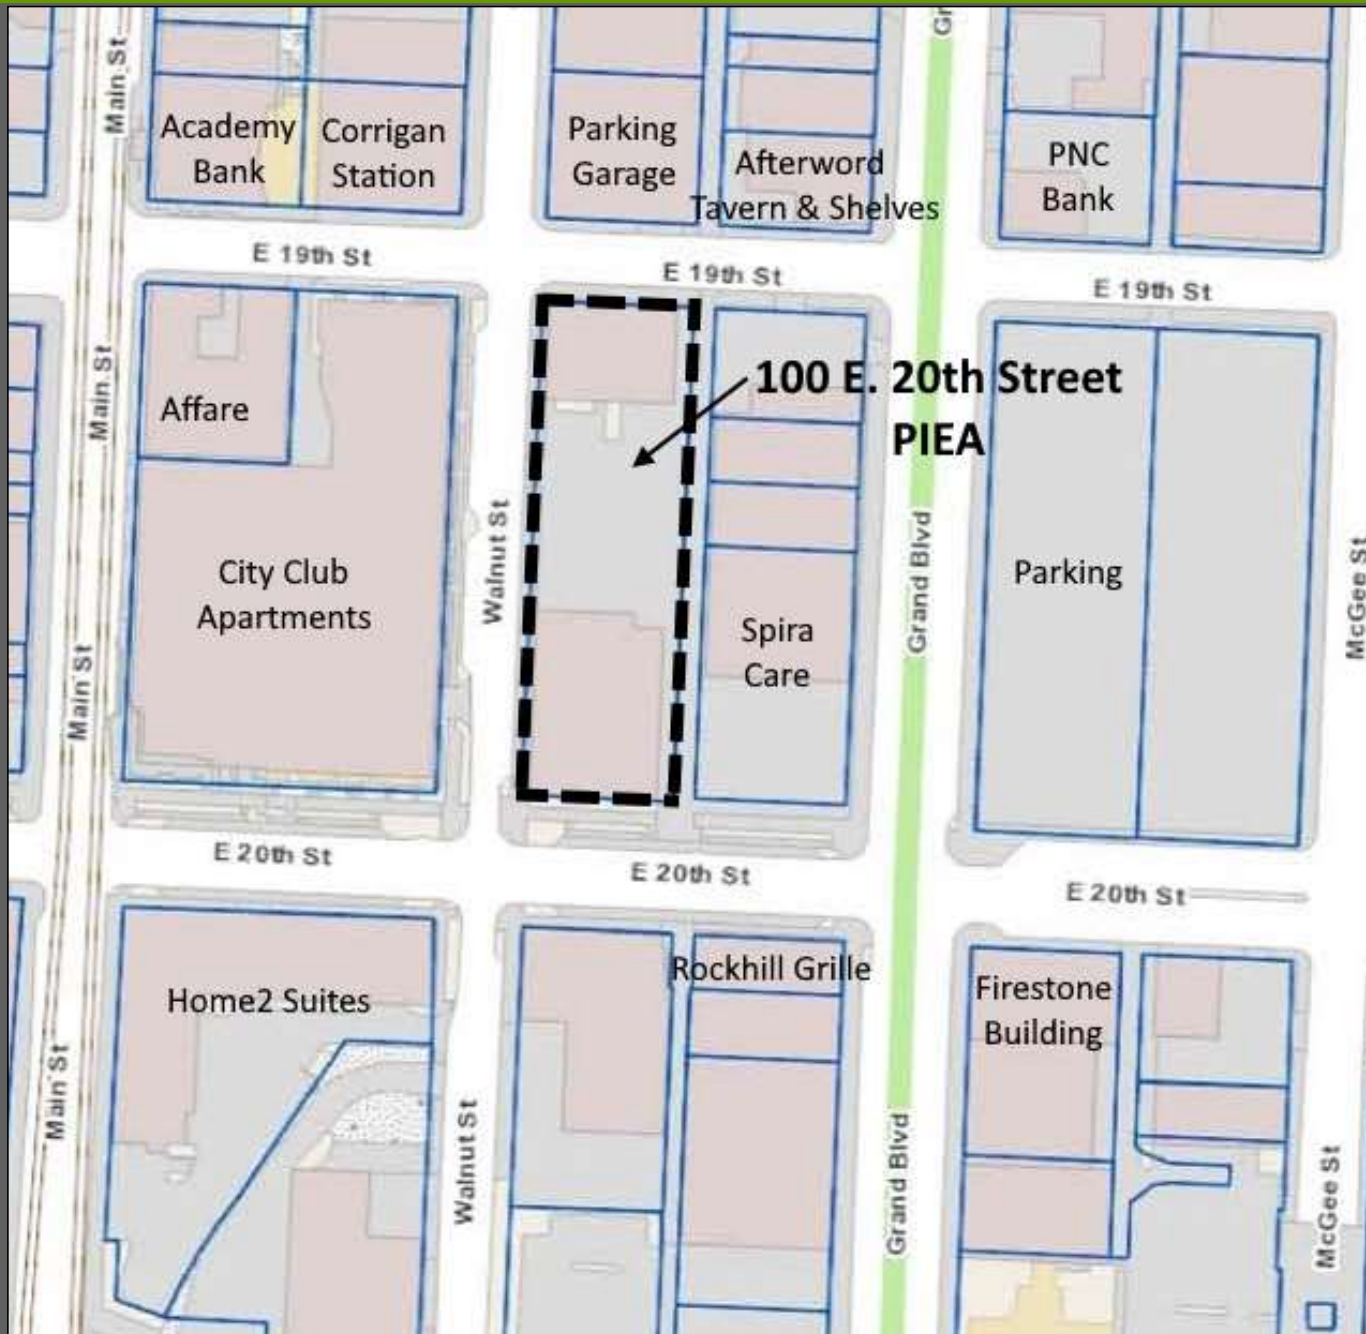 Main St
Gr
Academy
Bank
Corrigan
Station
Parking
Garage
Afterword
Tavern & Shelves
PNC
Bank
E 19th St
E 19th St
E 19th St
Main St
Affare
100 E. 20th Street
PIEA
City Club
Apartments
Walnut St
Spira
Care
Grand Blvd
Parking
McGee St
Main St
E 20th St
E 20th St
E 20th St
Home2 Suites
Rockhill Grille
Firestone
Building
Main St
Walnut St
Grand Blvd
McGee St